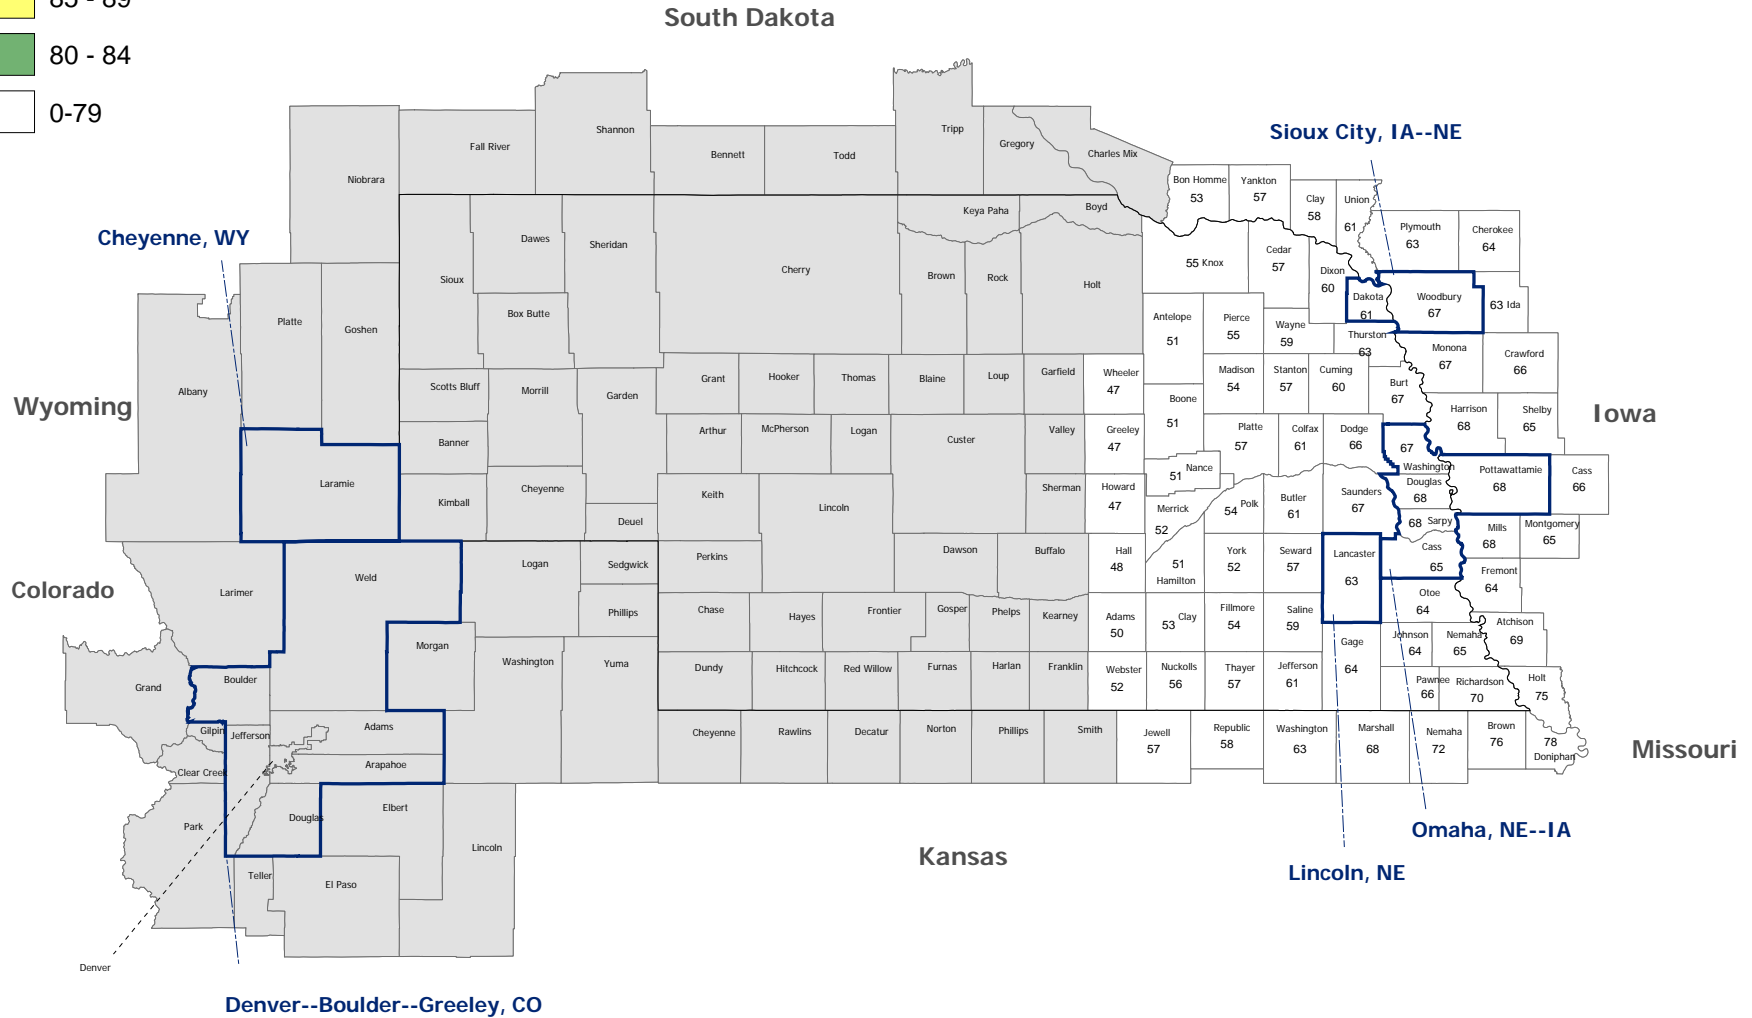 85 - 89
80 - 84
0-79
South Dakota
Sioux City, IA--NE
Cheyenne, WY
Wyoming
Colorado
Iowa
Missouri
Kansas
Omaha, NE--IA
Lincoln, NE
Denver--Boulder--Greeley, CO
Denver
Niobrara
Fall River
Shannon
Bennett
Todd
Tripp
Gregory
Charles Mix
Bon Homme
53
Yankton
57
Clay
58
Union
61
Plymouth
63
Cherokee
64
Sioux
Dawes
Sheridan
Cherry
Keya Paha
Boyd
Brown
Rock
Holt
55 Knox
Cedar
57
Dixon
60
Dakota
61
Woodbury
67
63 Ida
Platte
Goshen
Albany
Laramie
Box Butte
Scotts Bluff
Morrill
Garden
Banner
Kimball
Cheyenne
Deuel
Grant
Hooker
Thomas
Blaine
Loup
Garfield
Wheeler
47
Antelope
51
Pierce
55
Wayne
59
Thurston
63
Monona
67
Crawford
66
Boone
51
Madison
54
Stanton
57
Cuming
60
Burt
67
Harrison
68
Shelby
65
Arthur
McPherson
Logan
Custer
Valley
Greeley
47
Platte
57
Colfax
61
Dodge
66
67
Washington
Pottawattamie
68
Cass
66
Keith
Lincoln
Sherman
Howard
47
51
Nance
Merrick
52
54
Polk
Butler
61
Saunders
67
Douglas
68
68 Sarpy
Mills
68
Montgomery
65
Perkins
Dawson
Buffalo
Hall
48
51
Hamilton
York
52
Seward
57
Lancaster
63
Cass
65
Fremont
64
Larimer
Weld
Logan
Sedgwick
Phillips
Chase
Hayes
Frontier
Gosper
Phelps
Kearney
Adams
50
53 Clay
Fillmore
54
Saline
59
Otoe
64
Atchison
69
Morgan
Washington
Yuma
Dundy
Hitchcock
Red Willow
Furnas
Harlan
Franklin
Webster
52
Nuckolls
56
Thayer
57
Jefferson
61
Gage
64
Johnson
64
Nemaha
65
Pawnee
66
Richardson
70
Holt
75
Grand
Boulder
Gilpin
Jefferson
Adams
Arapahoe
Clear Creek
Park
Douglas
Elbert
Teller
El Paso
Lincoln
Cheyenne
Rawlins
Decatur
Norton
Phillips
Smith
Jewell
57
Republic
58
Washington
63
Marshall
68
Nemaha
72
Brown
76
78
Doniphan